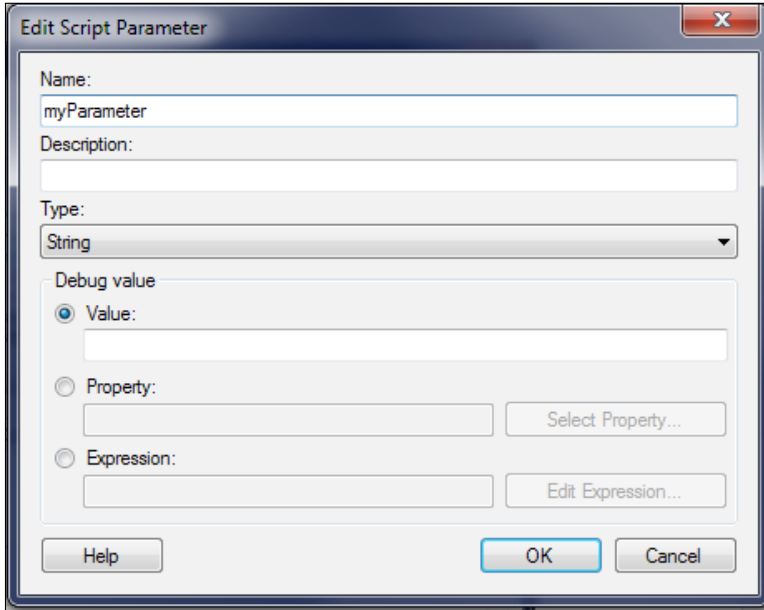 Edit Script Parameter
Name:
myParameter
Description:
Type:
String
Debug value
Value:
Property:
Select Property...
Expression:
Edit Expression...
Help
OK
Cancel